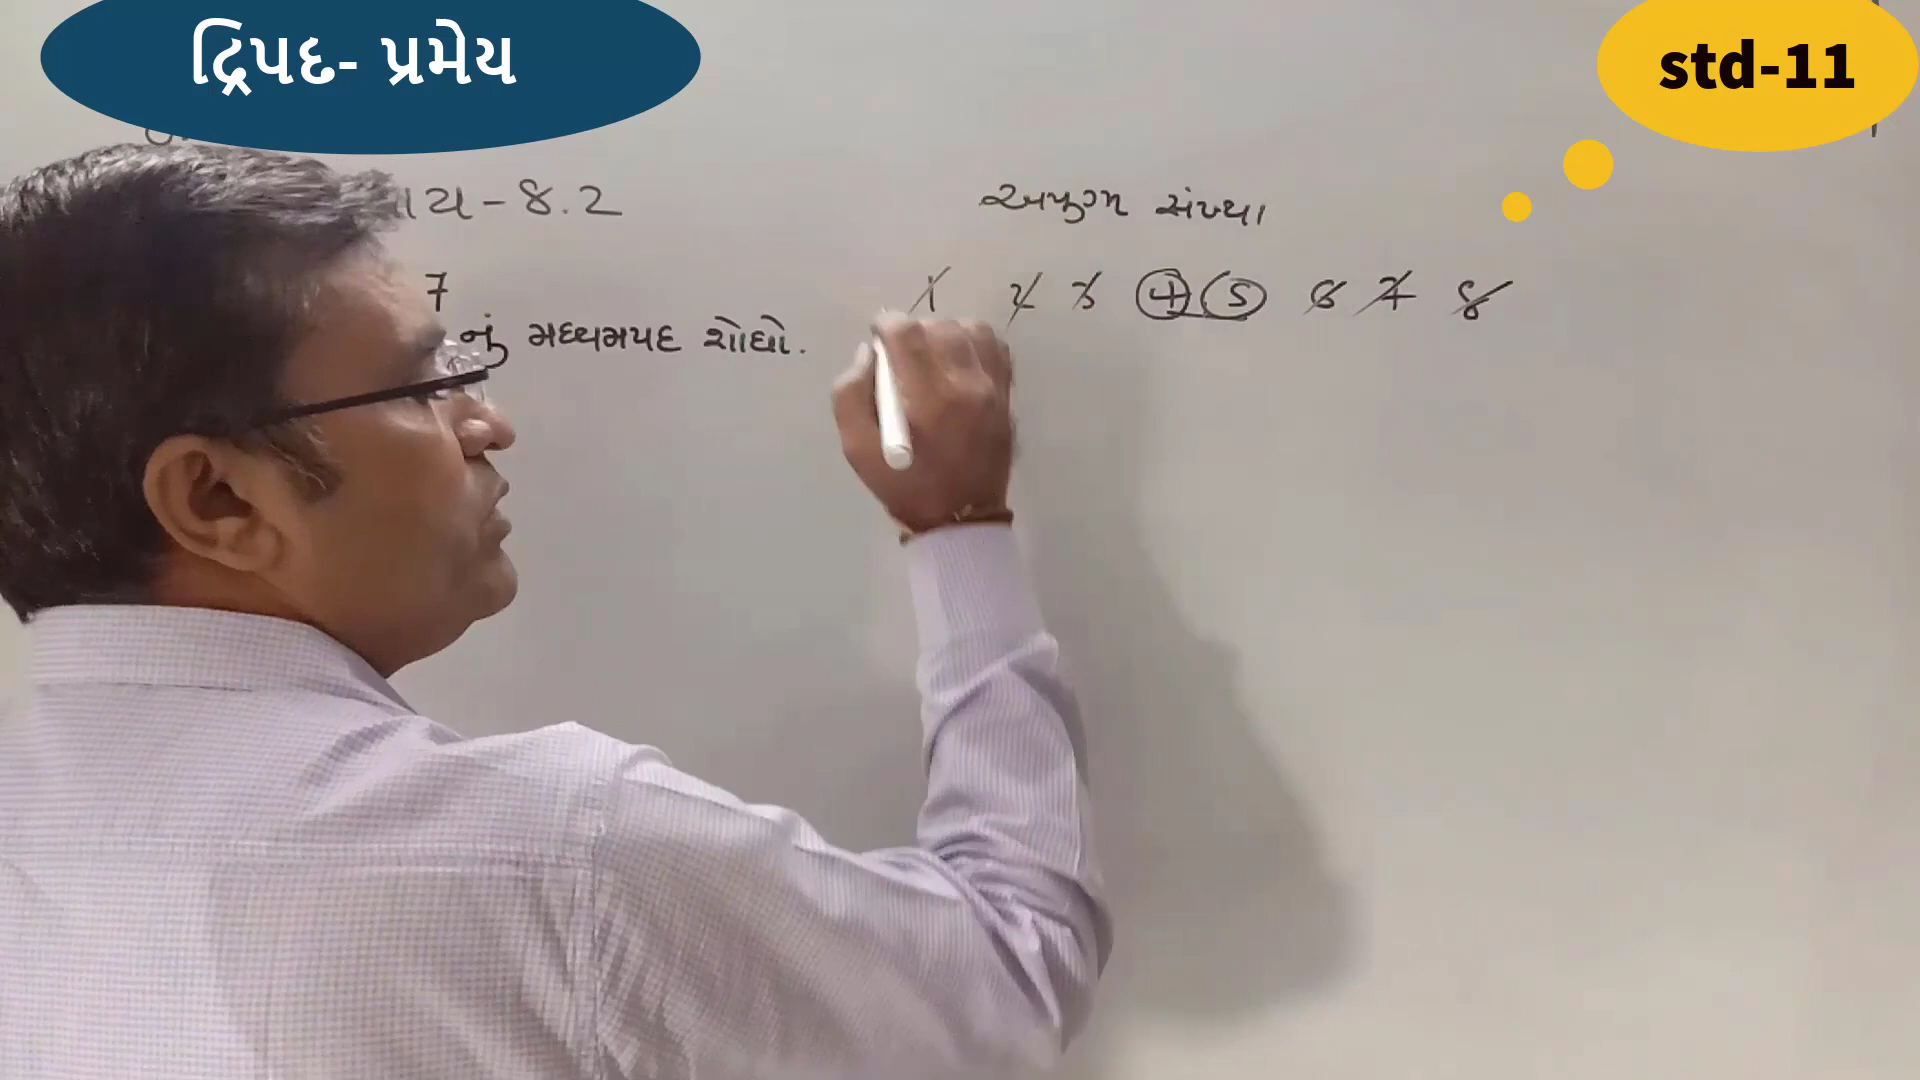 દ્વિપદ- પ્રમેય
std-11
ાય-8.2
7
નું મધ્યમપદ શોધો.
અયુગ્મ સંખ્યા
1 2 3 4 5 6 7 8